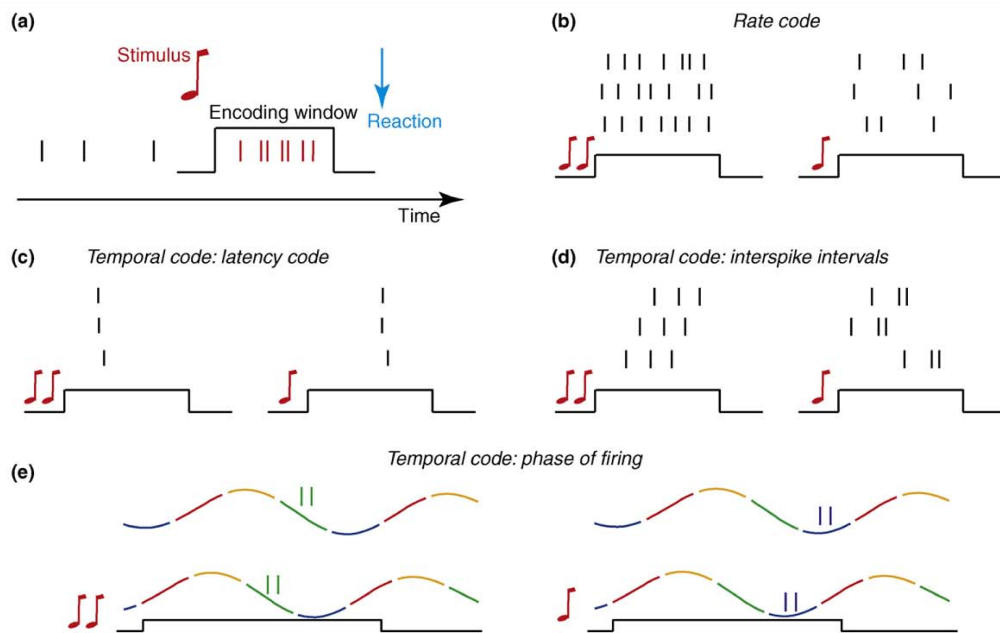 (a)
Stimulus
Encoding window
Reaction
Time
(b) Rate code
(c) Temporal code: latency code
(d) Temporal code: interspike intervals
(e) Temporal code: phase of firing